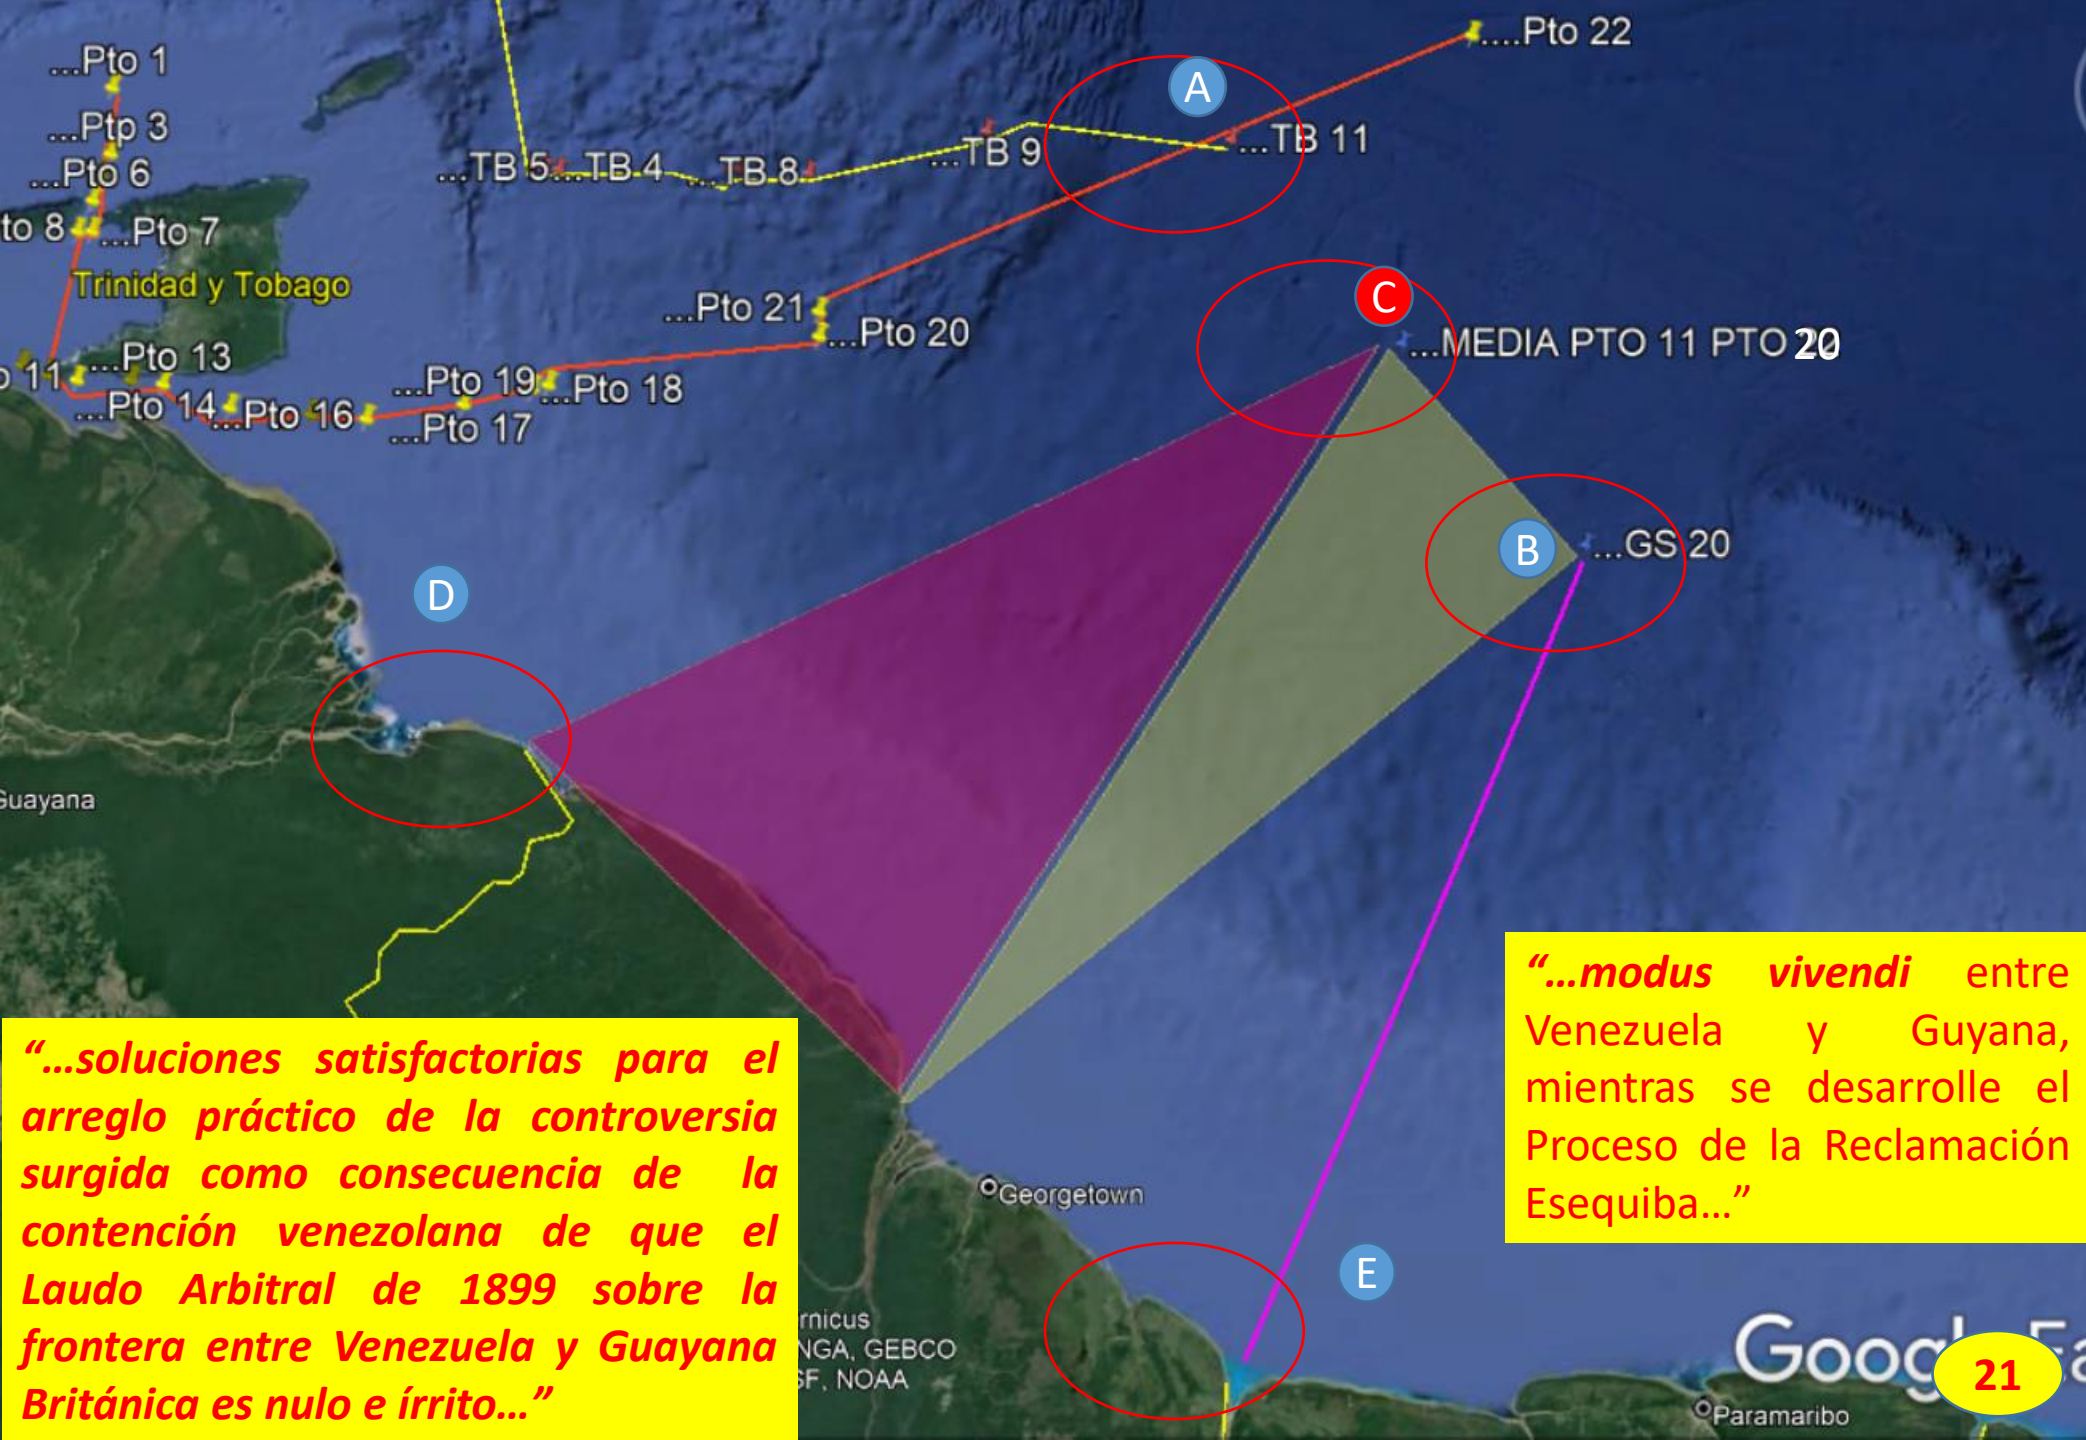 ...Pto 22
...Pto 1
A
...Ptp 3
...TB 11
...TB 9
...TB 5
...TB 4
...TB 8
...Pto 6
to 8
...Pto 7
Trinidad y Tobago
...Pto 21
C
...Pto 20
...MEDIA PTO 11 PTO 20
...Pto 13
11
...Pto 19
...Pto 18
...Pto 14
...Pto 16
...Pto 17
B
...GS 20
D
Guayana
“...modus vivendi entre
Venezuela y Guyana,
mientras se desarrolle el
Proceso de la Reclamación
Esequiba...”
“...soluciones satisfactorias para el
arreglo práctico de la controversia
surgida como consecuencia de la
contención venezolana de que el
Laudo Arbitral de 1899 sobre la
frontera entre Venezuela y Guayana
Británica es nulo e írrito...”
Georgetown
E
rnicus
NGA, GEBCO
SF, NOAA
Goog
Ea
21
Paramaribo